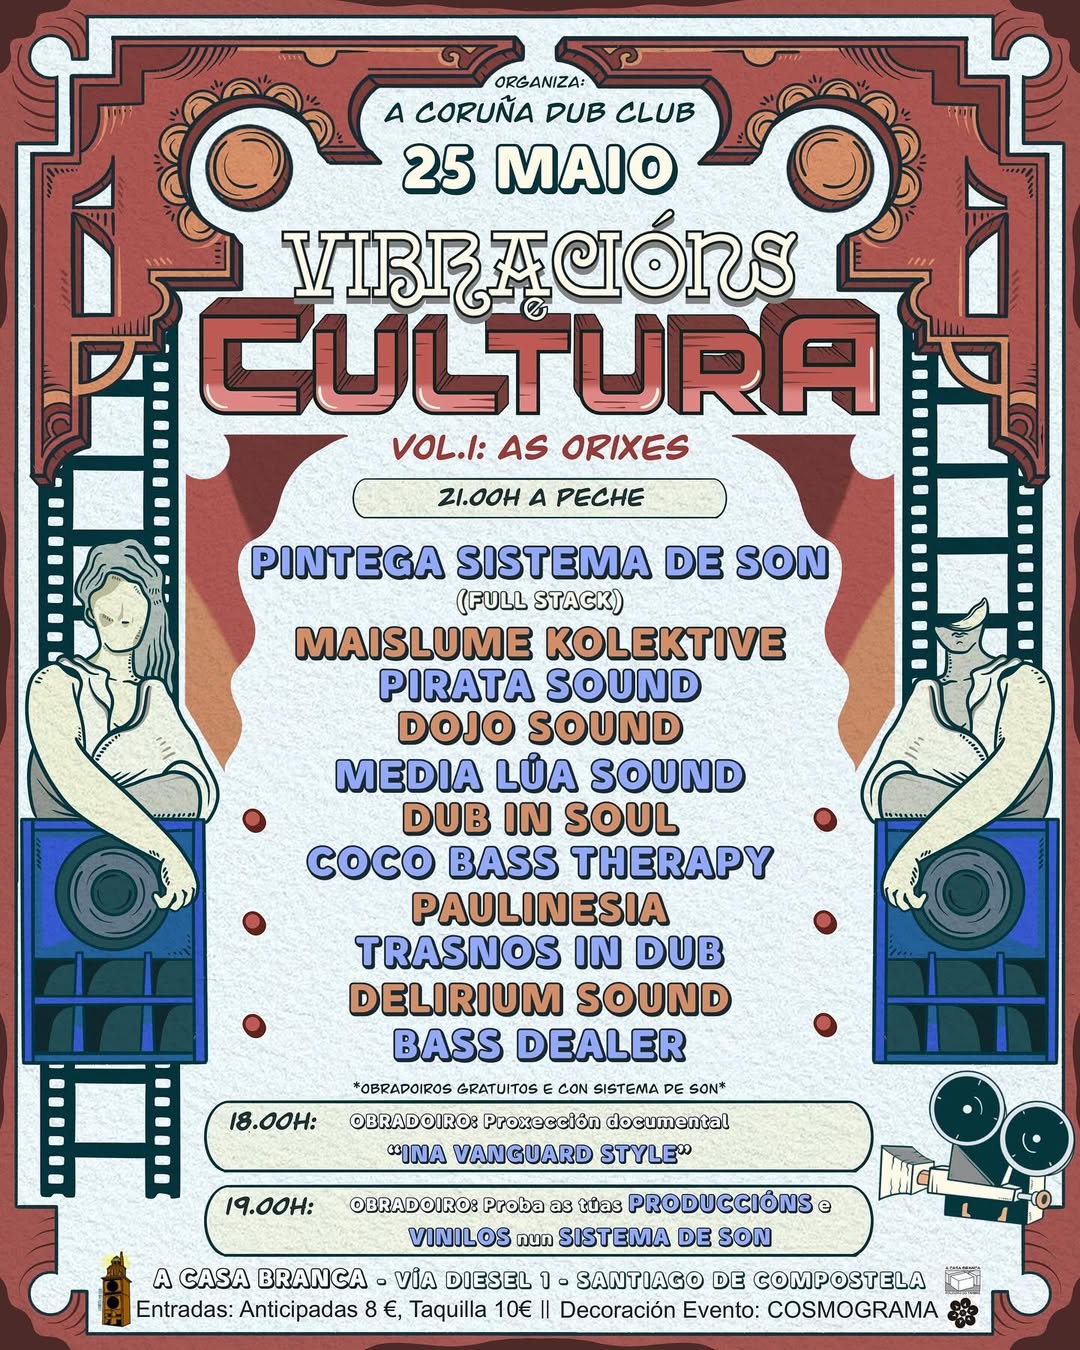 ORGANIZA:
A CORUÑA DUB CLUB
25 MAIO
VIBRACIÓNS
e
CULTURA
VOL.I: AS ORIXES
21.00H A PECHE
PINTEGA SISTEMA DE SON
(FULL STACK)
MAISLUME KOLEKTIVE
PIRATA SOUND
DOJO SOUND
MEDIA LÚA SOUND
DUB IN SOUL
COCO BASS THERAPY
PAULINESIA
TRASNOS IN DUB
DELIRIUM SOUND
BASS DEALER
*OBRADOIROS GRATUITOS E CON SISTEMA DE SON*
18.00H: OBRADOIRO: Proxección documental
“INA VANGUARD STYLE”
19.00H: OBRADOIRO: Proba as túas PRODUCCIÓNS e
VINILOS nun SISTEMA DE SON
A CASA BRANCA - VÍA DIESEL 1 - SANTIAGO DE COMPOSTELA
Entradas: Anticipadas 8 €, Taquilla 10€ || Decoración Evento: COSMOGRAMA
A CASA BRANCA